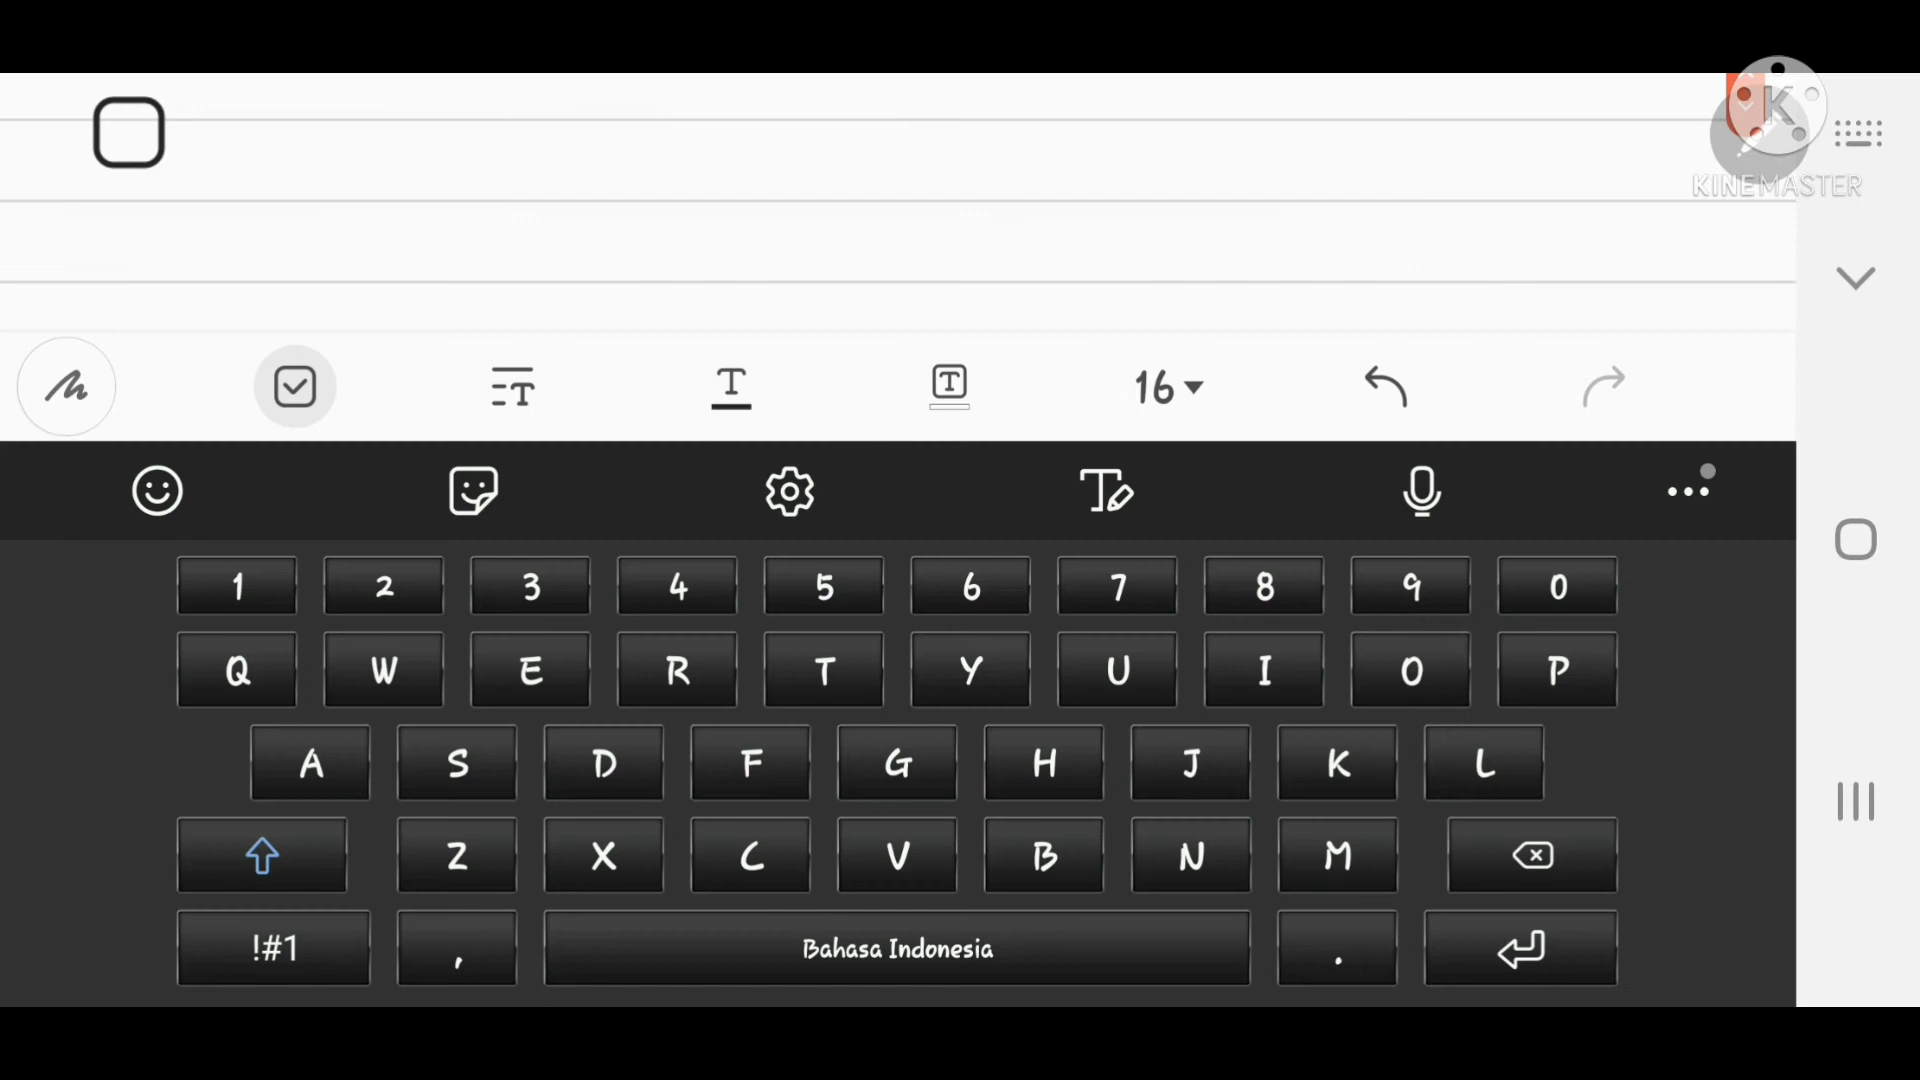 K
KINEMASTER
T
T
T
16
T
1 2 3 4 5 6 7 8 9 0
Q W E R T Y U I O P
A S D F G H J K L
Z X C V B N M
!#1 , Bahasa Indonesia .